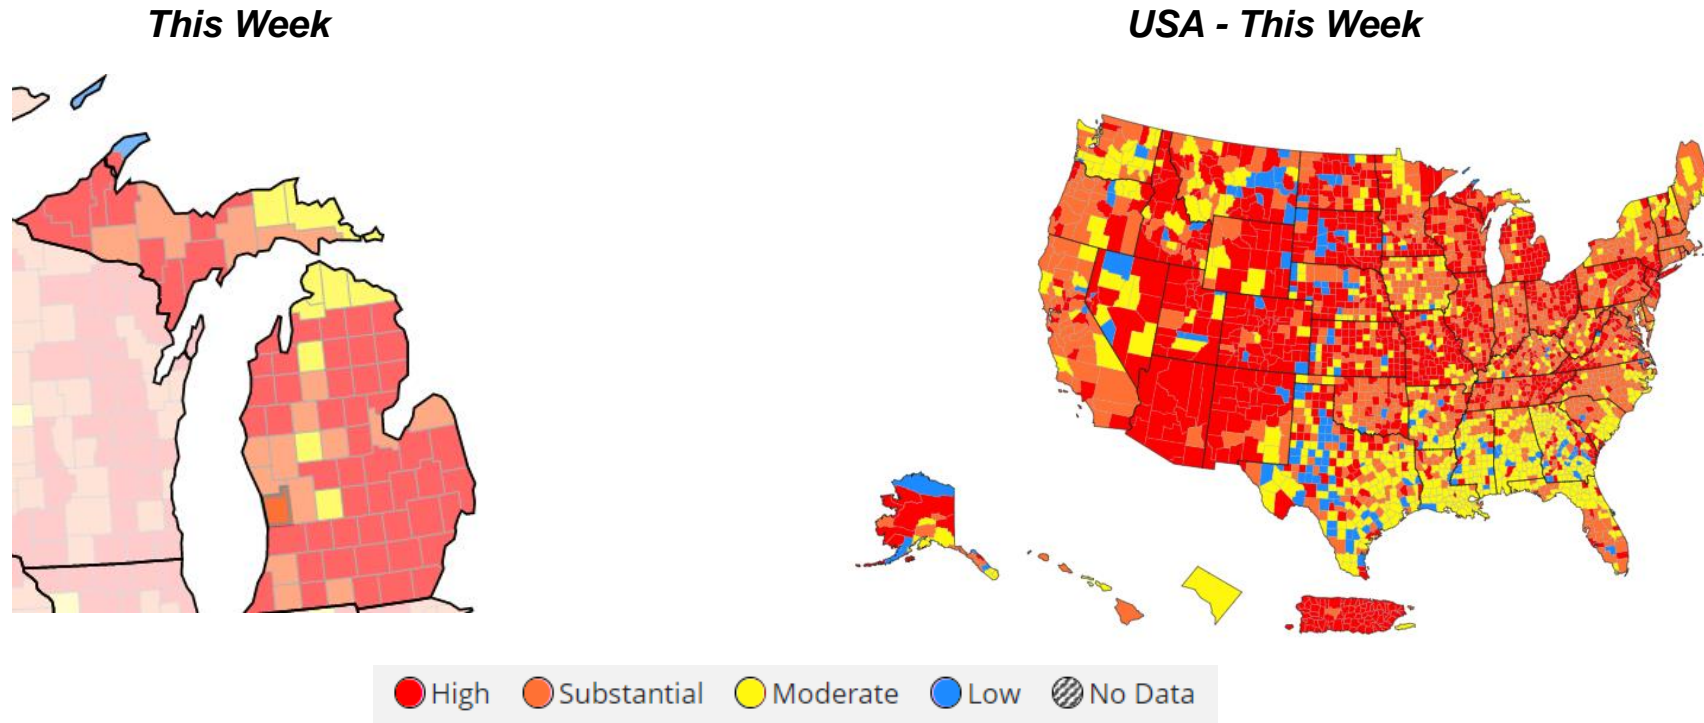 This Week
USA - This Week
High
Substantial
Moderate
Low
No Data